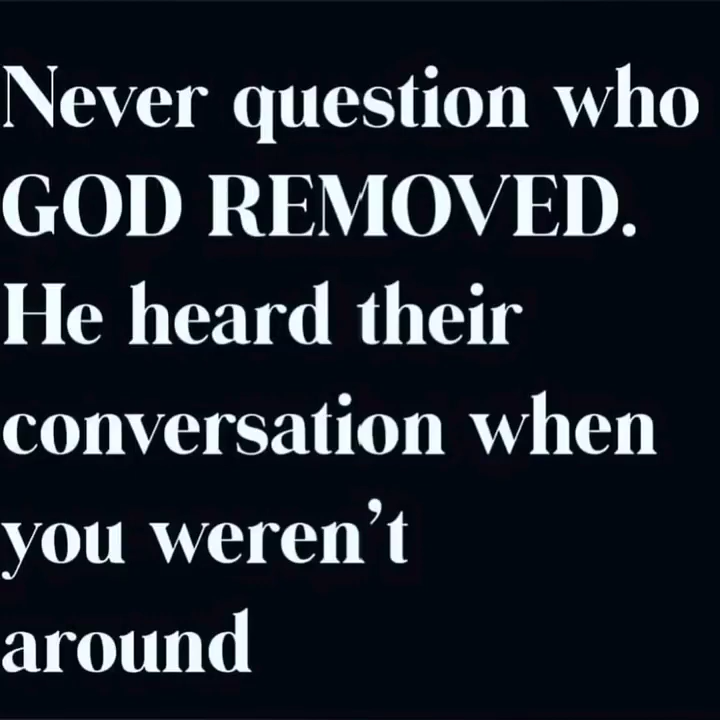 Never question who
GOD REMOVED.
He heard their
conversation when
you weren’t
around